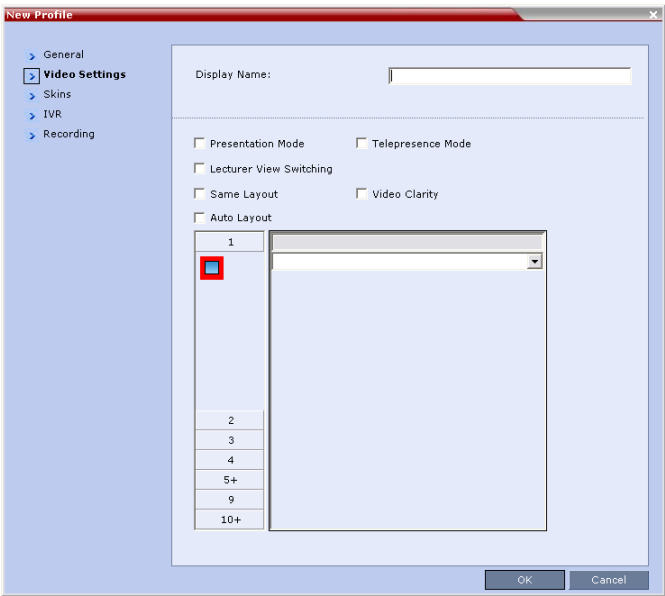 New Profile
General
Video Settings
Skins
IVR
Recording
Display Name:
Presentation Mode
Telepresence Mode
Lecturer View Switching
Same Layout
Video Clarity
Auto Layout
1
2
3
4
5+
9
10+
OK
Cancel